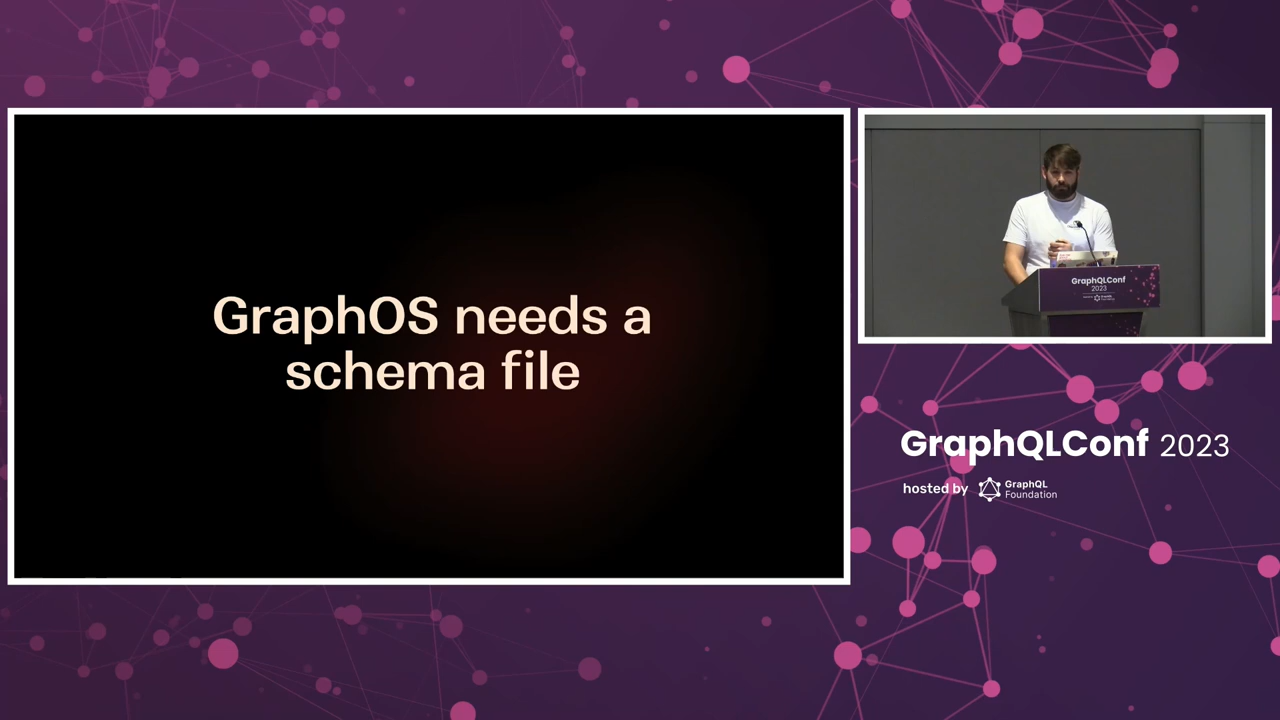 GraphOS needs a
schema file
GraphQLConf
2023
GraphQLConf 2023
hosted by GraphQL
Foundation